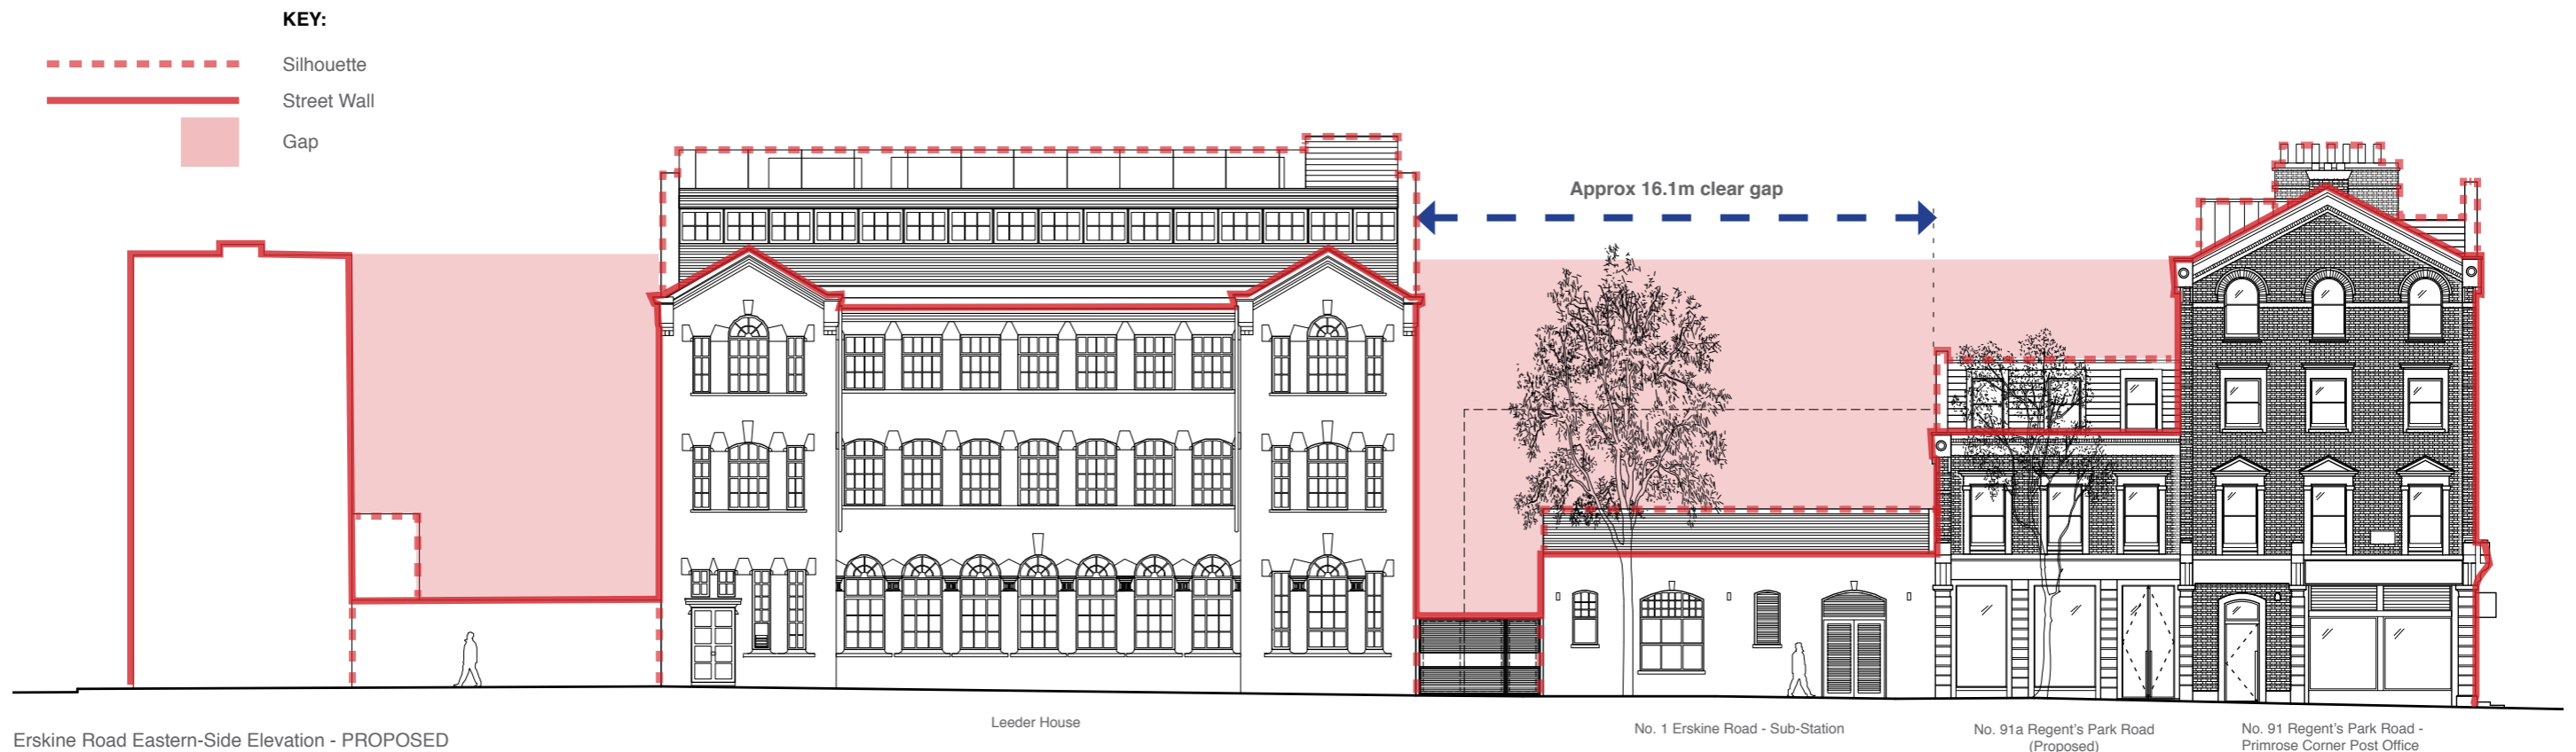 KEY:
Silhouette
Street Wall
Gap
Approx 16.1m clear gap
Leeder House
No. 1 Erskine Road - Sub-Station
No. 91a Regent's Park Road
(Proposed)
No. 91 Regent's Park Road -
Primrose Corner Post Office
Erskine Road Eastern-Side Elevation - PROPOSED